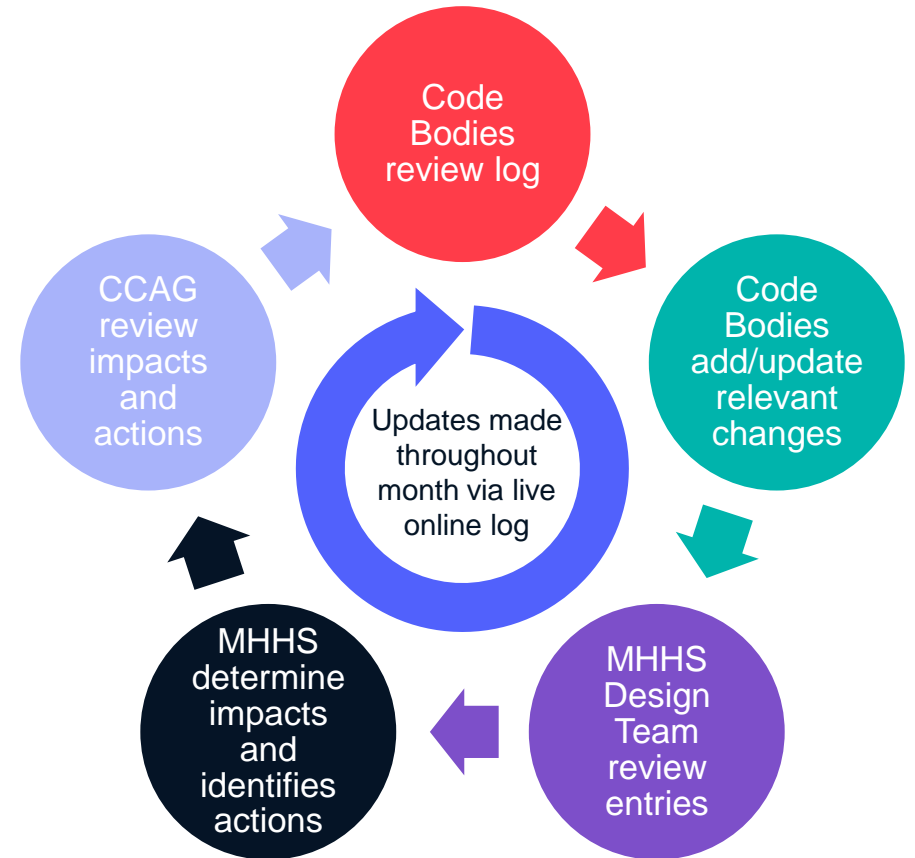 Code
Bodies
review log
Code
Bodies
add/update
relevant
changes
MHHS
Design
Team
review
entries
MHHS
determine
impacts
and
identifies
actions
CCAG
review
impacts
and
actions
Updates made
throughout
month via live
online log